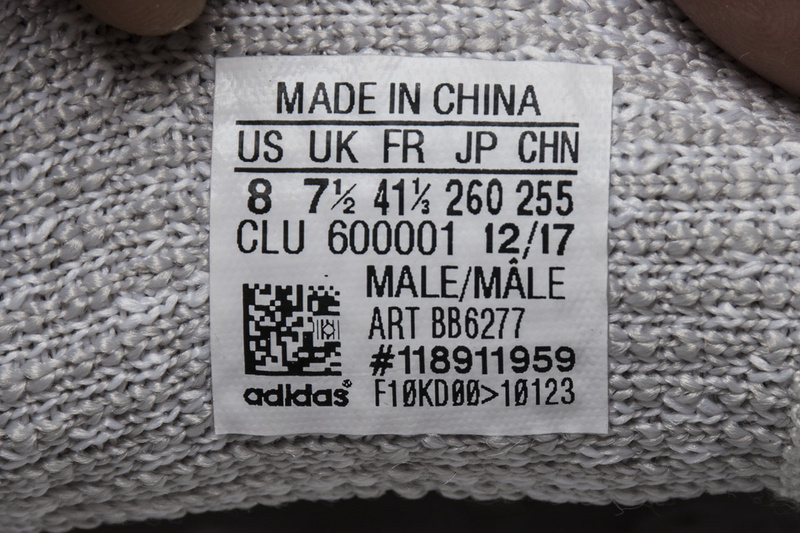 MADE IN CHINA
US UK FR JP CHN
8 7½ 41⅓ 260 255
CLU 600001 12/17
MALE/MÂLE
ART BB6277
#118911959
adidas® F10KD00>10123